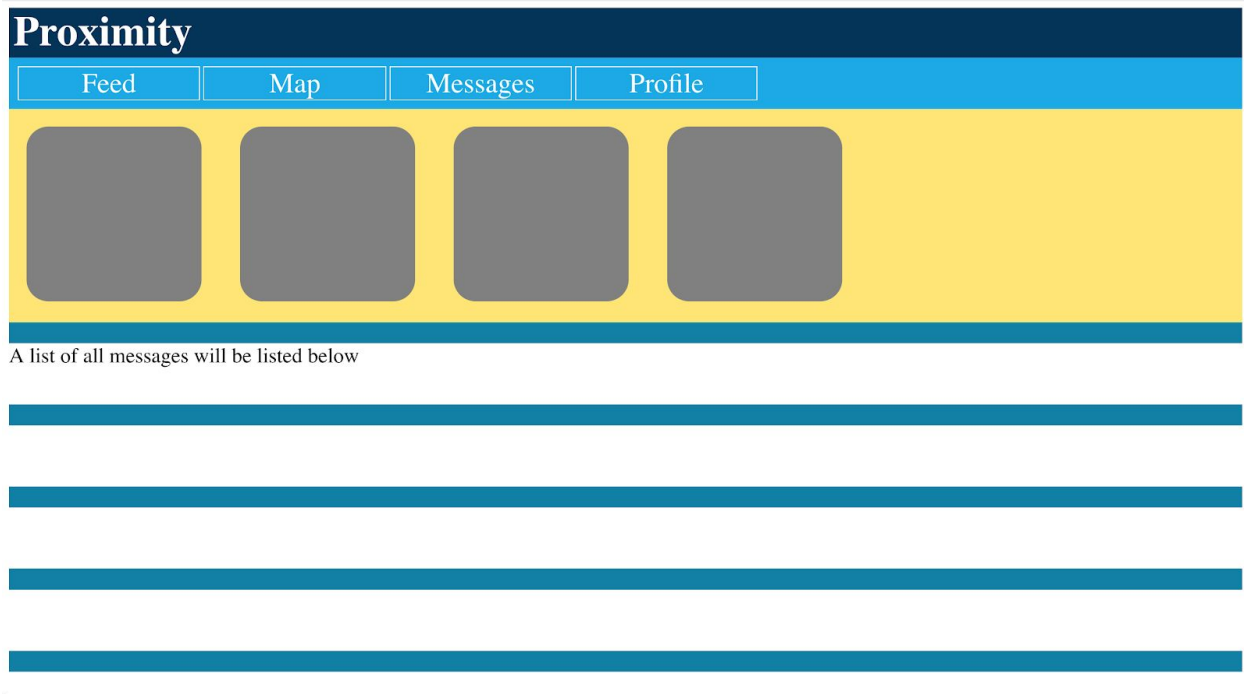 Proximity
Feed Map Messages Profile
A list of all messages will be listed below